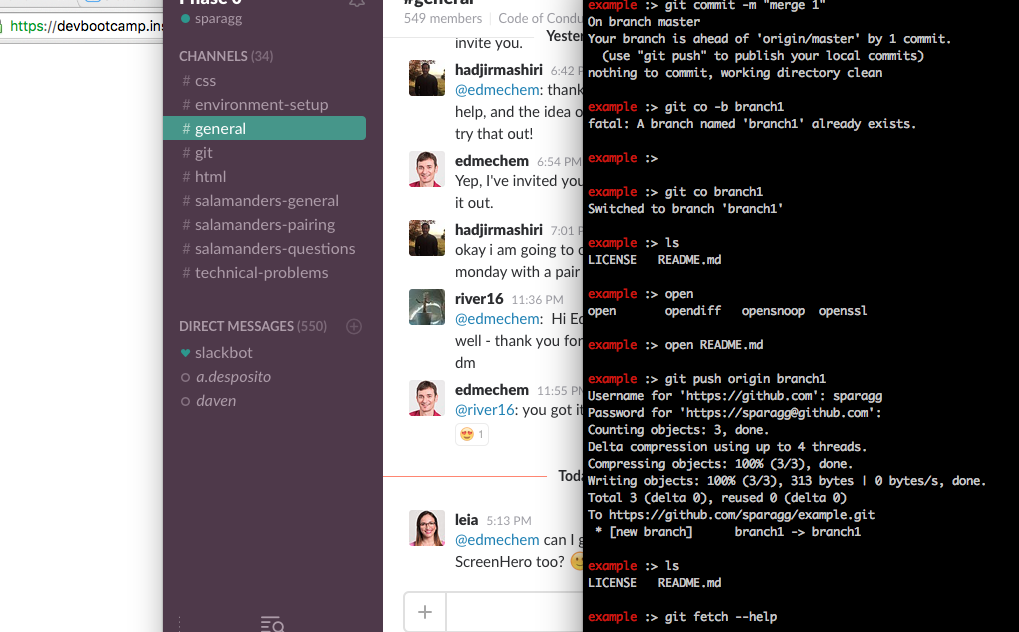 https://devbootcamp.ins
Phase 0
sparagg
CHANNELS (34)
# css
# environment-setup
# general
# git
# html
# salamanders-general
# salamanders-pairing
# salamanders-questions
# technical-problems
DIRECT MESSAGES (550)
slackbot
a.desposito
daven
#general
549 members | Code of Condu
Yester
invite you.
hadjirmashiri 6:42 P
@edmechem: thank
help, and the idea o
try that out!
edmechem 6:54 PM
Yep, I've invited you
it out.
hadjirmashiri 7:01 P
okay i am going to
monday with a pair
river16 11:36 PM
@edmechem: Hi Ed
well - thank you for
dm
edmechem 11:55 PM
@river16: you got it
1
Toda
leia 5:13 PM
@edmechem can I g
ScreenHero too?
example :> git commit -m "merge 1"
On branch master
Your branch is ahead of 'origin/master' by 1 commit.
(use "git push" to publish your local commits)
nothing to commit, working directory clean
example :> git co -b branch1
fatal: A branch named 'branch1' already exists.
example :>
example :> git co branch1
Switched to branch 'branch1'
example :> ls
LICENSE README.md
example :> open
open opendiff opensnoop openssl
example :> open README.md
example :> git push origin branch1
Username for 'https://github.com': sparagg
Password for 'https://sparagg@github.com':
Counting objects: 3, done.
Delta compression using up to 4 threads.
Compressing objects: 100% (3/3), done.
Writing objects: 100% (3/3), 313 bytes | 0 bytes/s, done.
Total 3 (delta 0), reused 0 (delta 0)
To https://github.com/sparagg/example.git
* [new branch] branch1 -> branch1
example :> ls
LICENSE README.md
example :> git fetch --help